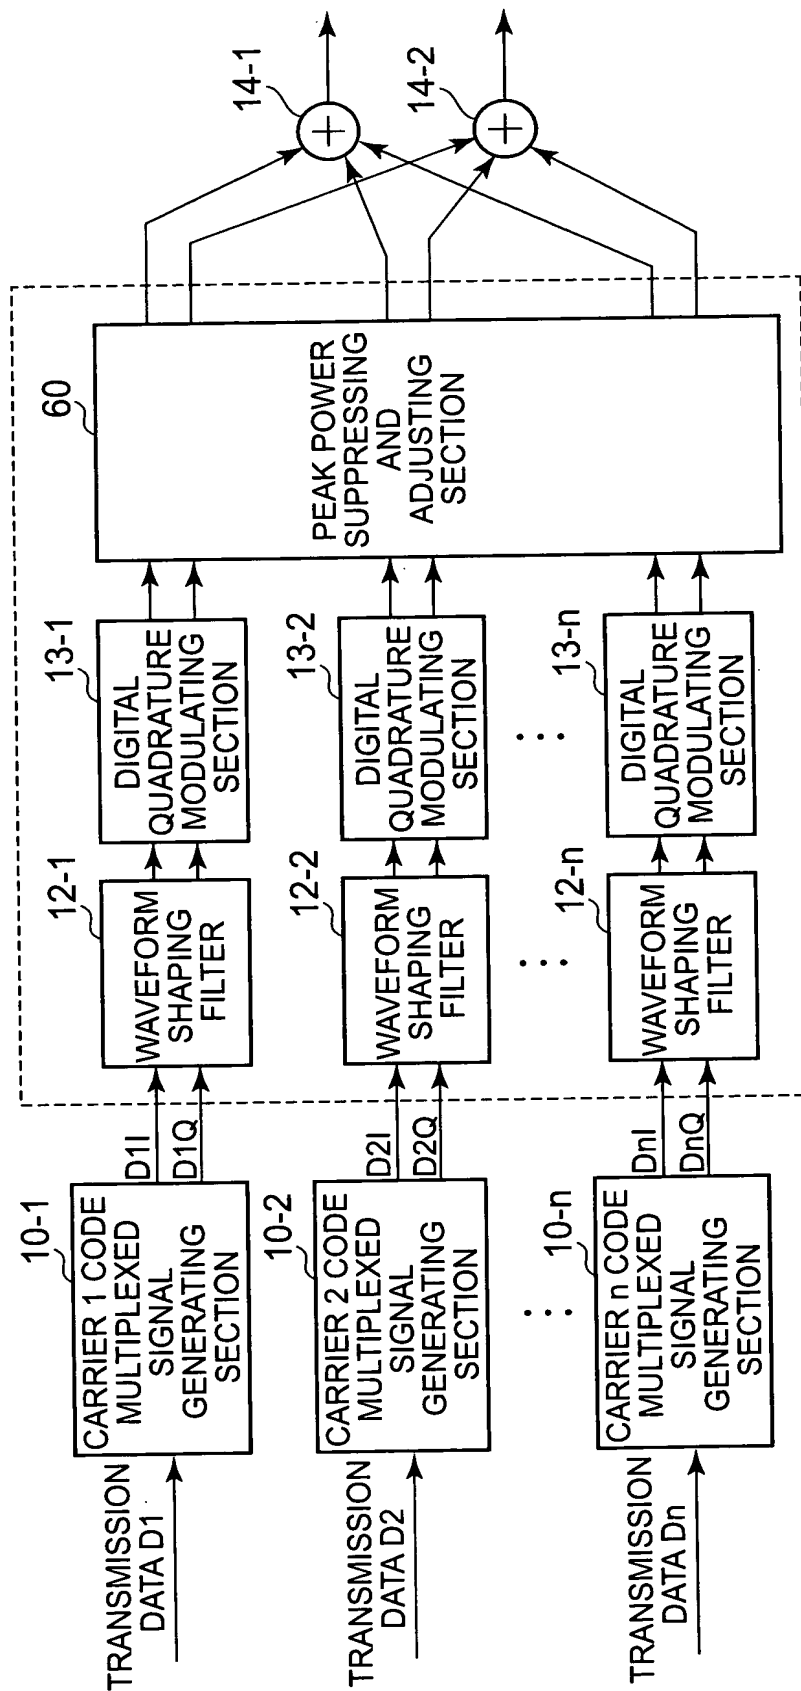 TRANSMISSION
DATA D1
10-1
CARRIER 1 CODE
MULTIPLEXED
SIGNAL
GENERATING
SECTION
D1I
D1Q
12-1
WAVEFORM
SHAPING
FILTER
13-1
DIGITAL
QUADRATURE
MODULATING
SECTION
TRANSMISSION
DATA D2
10-2
CARRIER 2 CODE
MULTIPLEXED
SIGNAL
GENERATING
SECTION
D2I
D2Q
12-2
WAVEFORM
SHAPING
FILTER
13-2
DIGITAL
QUADRATURE
MODULATING
SECTION
TRANSMISSION
DATA Dn
10-n
CARRIER n CODE
MULTIPLEXED
SIGNAL
GENERATING
SECTION
DnI
DnQ
12-n
WAVEFORM
SHAPING
FILTER
13-n
DIGITAL
QUADRATURE
MODULATING
SECTION
60
PEAK POWER
SUPPRESSING
AND
ADJUSTING
SECTION
14-1
+
14-2
+